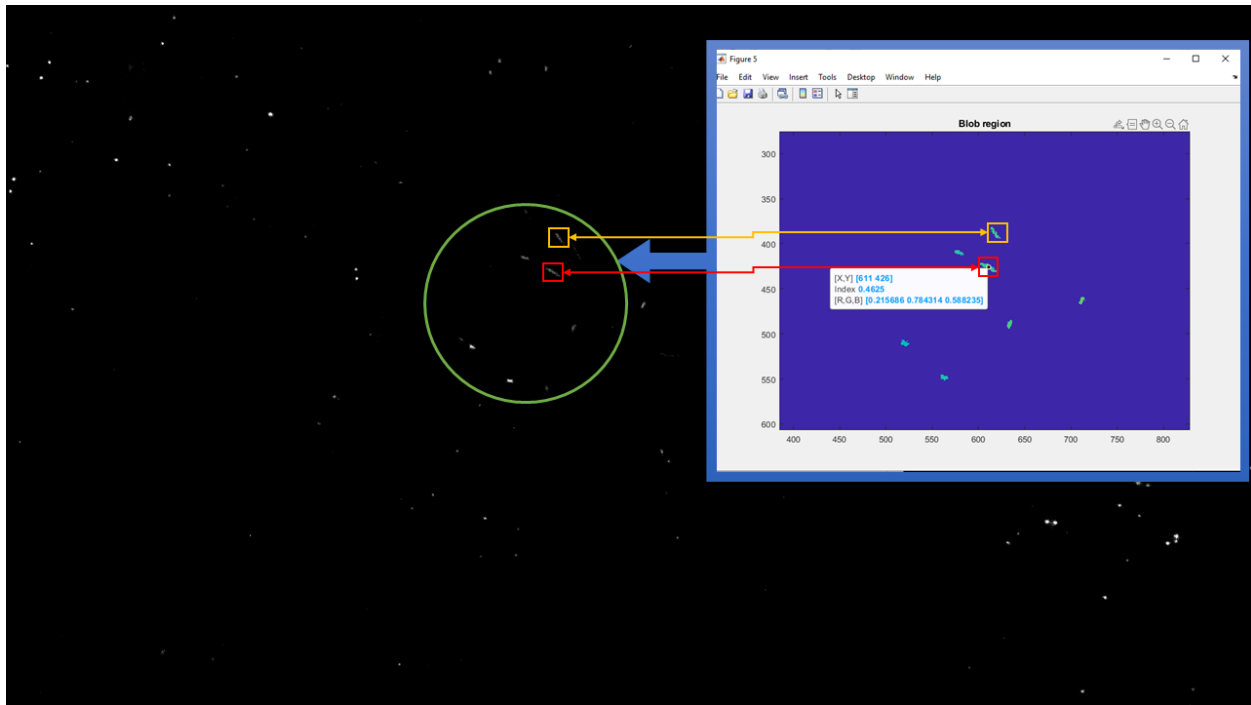 Figure 5
File Edit View Insert Tools Desktop Window Help
Blob region
300
350
400
450
500
550
600
[X,Y] [611 426]
Index 0.4625
[R,G,B] [0.215686 0.784314 0.588235]
400 450 500 550 600 650 700 750 800